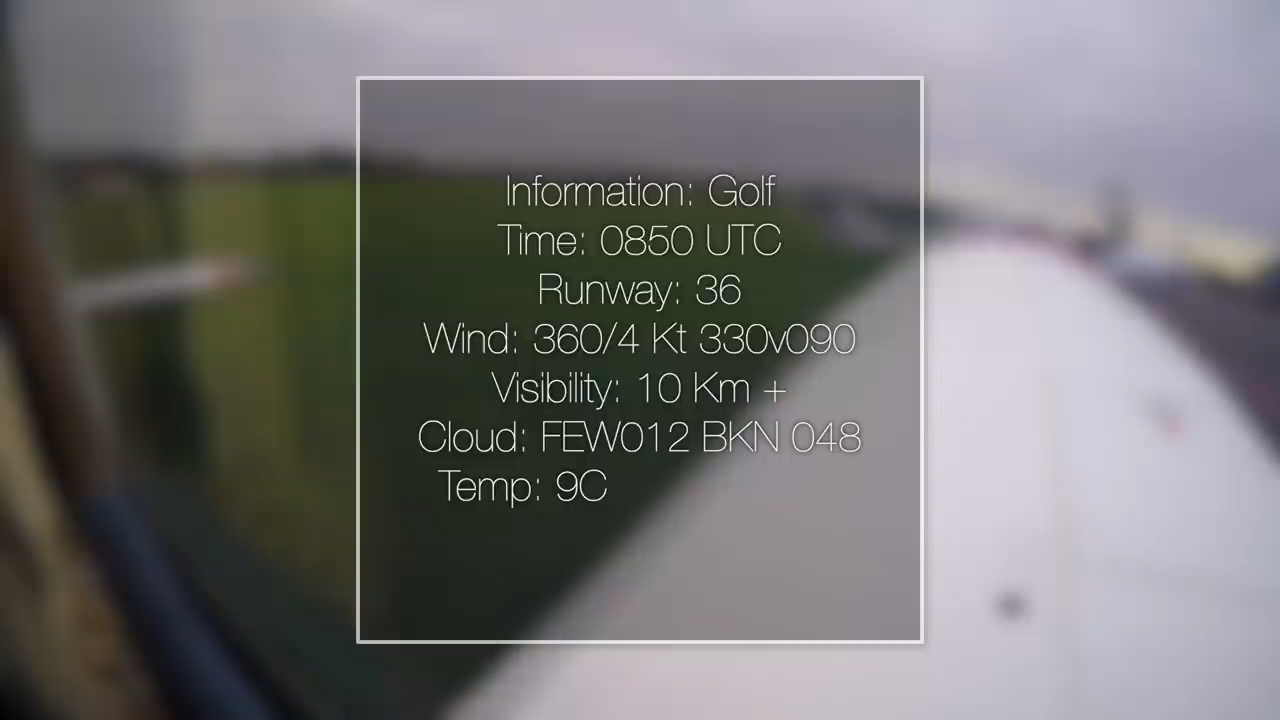 Information: Golf
Time: 0850 UTC
Runway: 36
Wind: 360/4 Kt 330v090
Visibility: 10 Km +
Cloud: FEW012 BKN 048
Temp: 9C